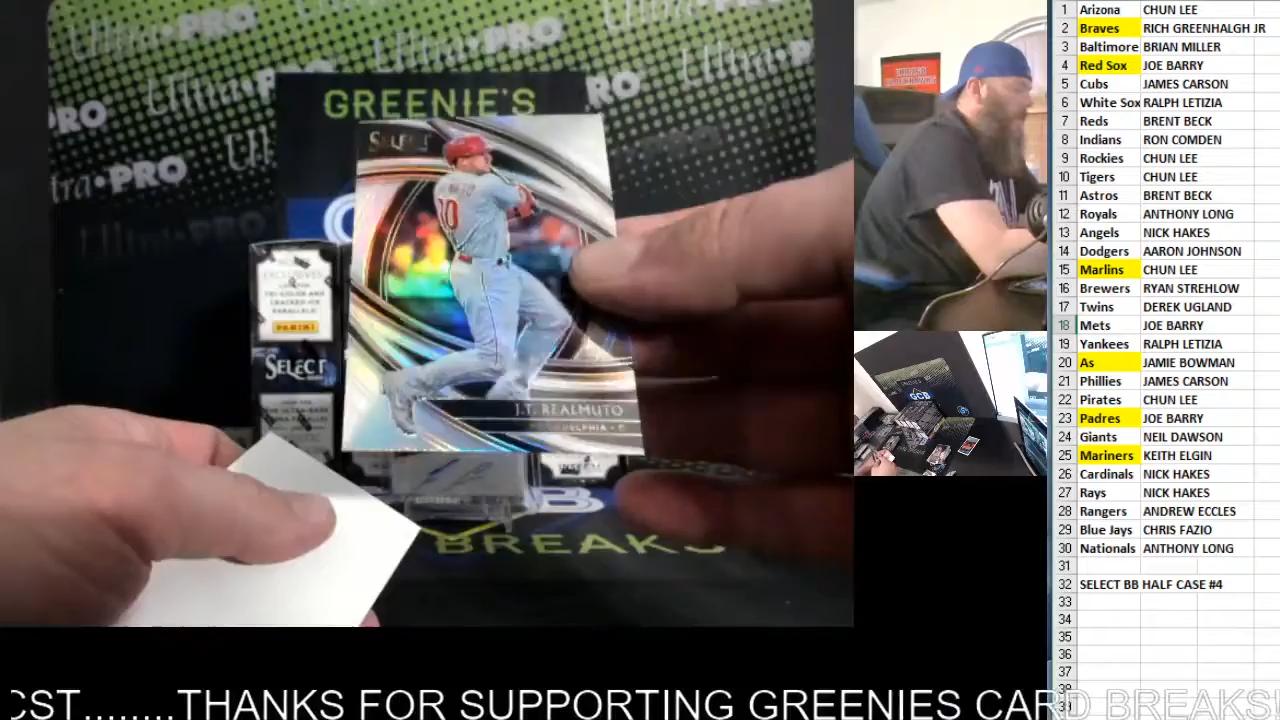 Ultra•PRO
PRO
GREENIE'S
SELECT
J.T. REALMUTO
10
EXCLUSIVES
PANINI
SELECT
BREAKS
1 Arizona CHUN LEE
2 Braves RICH GREENHALGH JR
3 Baltimore BRIAN MILLER
4 Red Sox JOE BARRY
5 Cubs JAMES CARSON
6 White Sox RALPH LETIZIA
7 Reds BRENT BECK
8 Indians RON COMDEN
9 Rockies CHUN LEE
10 Tigers CHUN LEE
11 Astros BRENT BECK
12 Royals ANTHONY LONG
13 Angels NICK HAKES
14 Dodgers AARON JOHNSON
15 Marlins CHUN LEE
16 Brewers RYAN STREHLOW
17 Twins DEREK UGLAND
18 Mets JOE BARRY
19 Yankees RALPH LETIZIA
20 As JAMIE BOWMAN
21 Phillies JAMES CARSON
22 Pirates CHUN LEE
23 Padres JOE BARRY
24 Giants NEIL DAWSON
25 Mariners KEITH ELGIN
26 Cardinals NICK HAKES
27 Rays NICK HAKES
28 Rangers ANDREW ECCLES
29 Blue Jays CHRIS FAZIO
30 Nationals ANTHONY LONG
31
32 SELECT BB HALF CASE #4
33
34
35
36
37
38
39
CST........THANKS FOR SUPPORTING GREENIES CARD BREAKS!